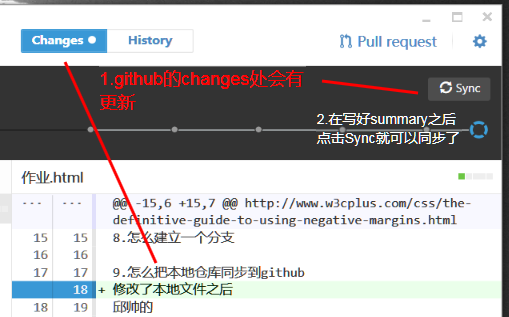 Changes
History
Pull request
1.github的changes处会有
更新
Sync
2.在写好summary之后
点击Sync就可以同步了
作业.html
... ... @@ -15,6 +15,7 @@ http://www.w3cplus.com/css/the-
definitive-guide-to-using-negative-margins.html
15 15 8.怎么建立一个分支
16 16
17 17 9.怎么把本地仓库同步到github
18 + 修改了本地文件之后
18 19 邱帅的